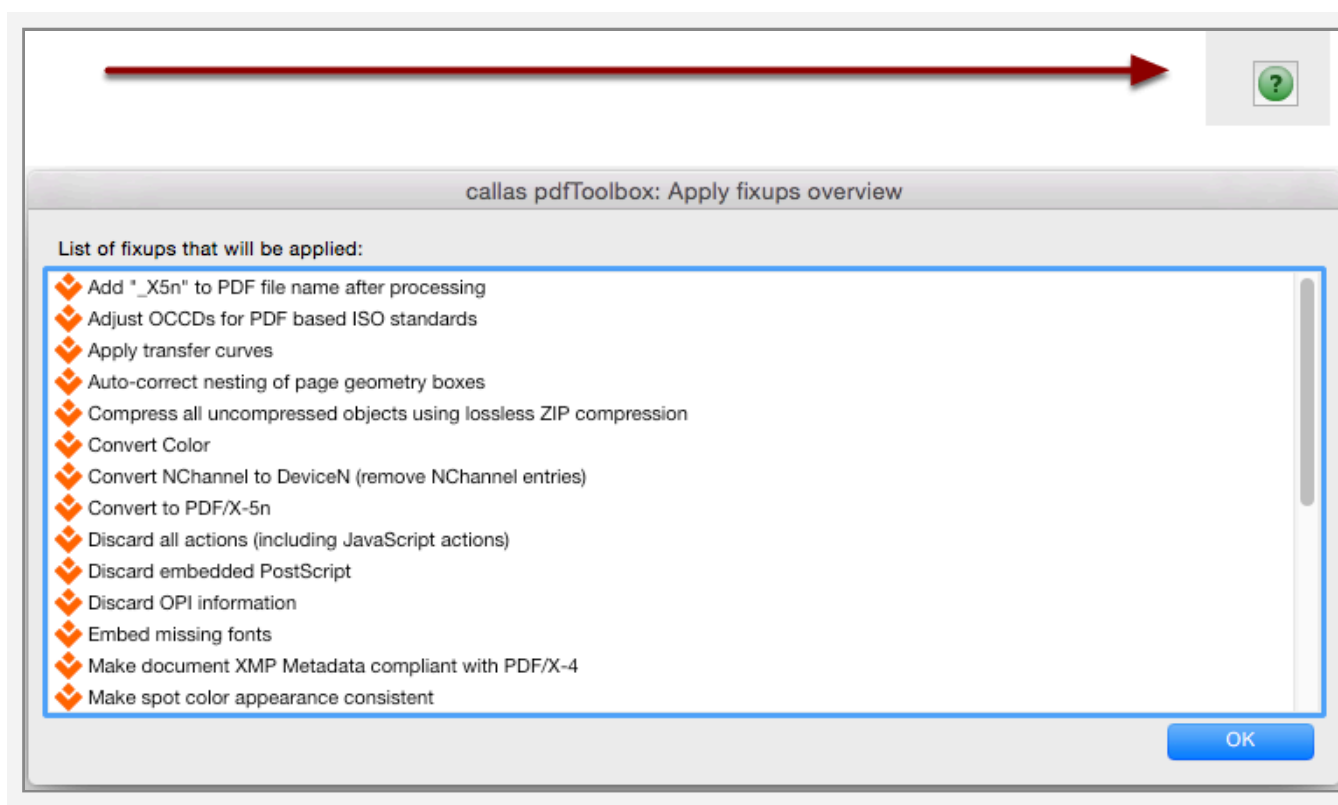 ?
callas pdfToolbox: Apply fixups overview
List of fixups that will be applied:
Add "_X5n" to PDF file name after processing
Adjust OCCDs for PDF based ISO standards
Apply transfer curves
Auto-correct nesting of page geometry boxes
Compress all uncompressed objects using lossless ZIP compression
Convert Color
Convert NChannel to DeviceN (remove NChannel entries)
Convert to PDF/X-5n
Discard all actions (including JavaScript actions)
Discard embedded PostScript
Discard OPI information
Embed missing fonts
Make document XMP Metadata compliant with PDF/X-4
Make spot color appearance consistent
OK